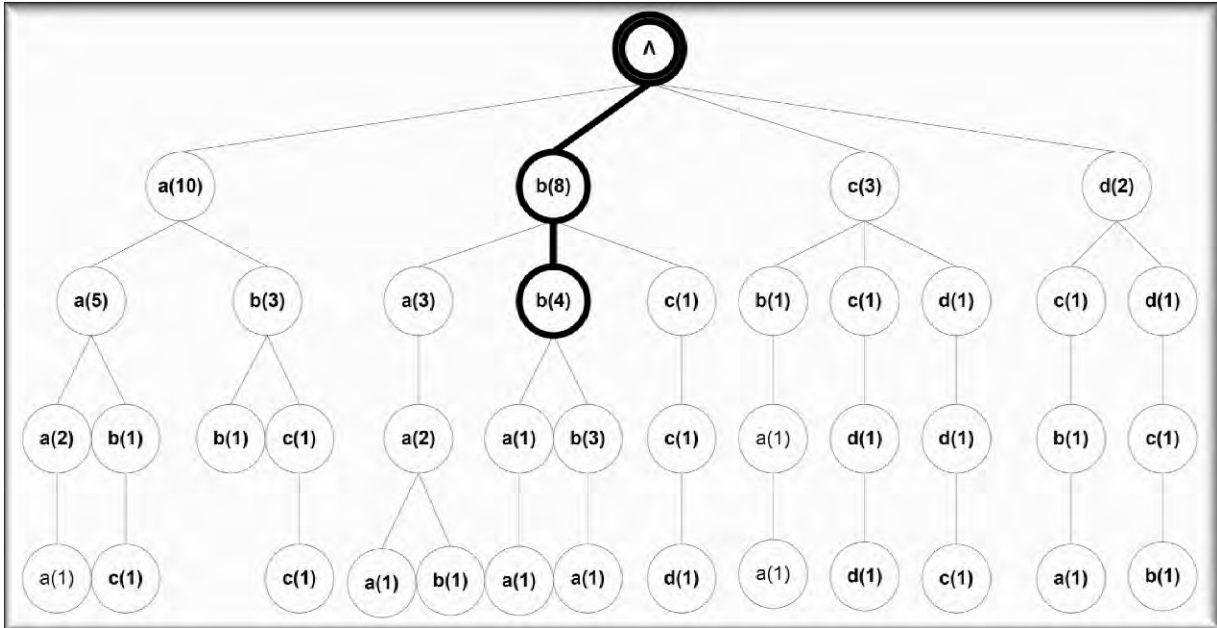 Λ
a(10) b(8) c(3) d(2)
a(5) b(3) a(3) b(4) c(1) b(1) c(1) d(1) c(1) d(1)
a(2) b(1) b(1) c(1) a(2) a(1) b(3) c(1) a(1) d(1) d(1) b(1) c(1)
a(1) c(1) c(1) a(1) b(1) a(1) a(1) d(1) a(1) d(1) c(1) a(1) b(1)